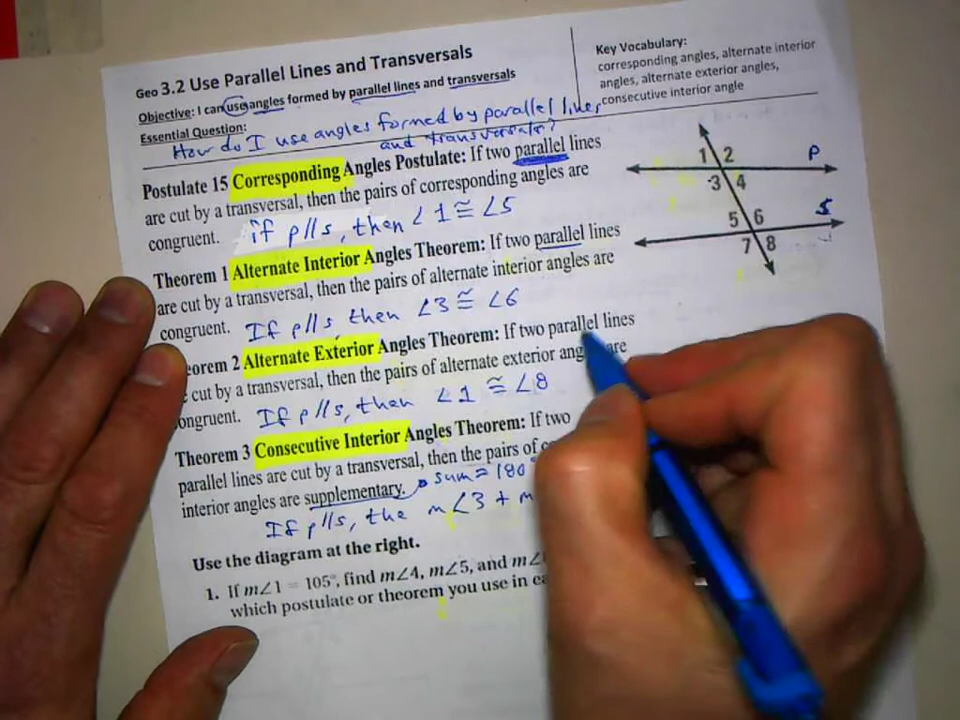 Geo 3.2 Use Parallel Lines and Transversals
Objective: I can use angles formed by parallel lines and transversals
Essential Question:
How do I use angles formed by parallel lines
and transversals?
Key Vocabulary:
corresponding angles, alternate interior
angles, alternate exterior angles,
consecutive interior angle
Postulate 15 Corresponding Angles Postulate: If two parallel lines
are cut by a transversal, then the pairs of corresponding angles are
congruent. if p//s, then ∠1 ≅ ∠5
Theorem 1 Alternate Interior Angles Theorem: If two parallel lines
are cut by a transversal, then the pairs of alternate interior angles are
congruent. If p//s, then ∠3 ≅ ∠6
eorem 2 Alternate Exterior Angles Theorem: If two parallel lines
cut by a transversal, then the pairs of alternate exterior ang are
ongruent. If p//s, then ∠1 ≅ ∠8
Theorem 3 Consecutive Interior Angles Theorem: If two
parallel lines are cut by a transversal, then the pairs of
interior angles are supplementary. sum = 180°
If p//s, the m∠3 + m
Use the diagram at the right.
1. If m∠1 = 105°, find m∠4, m∠5, and m∠
which postulate or theorem you use in ea
1 2 P
3 4
5 6 S
7 8